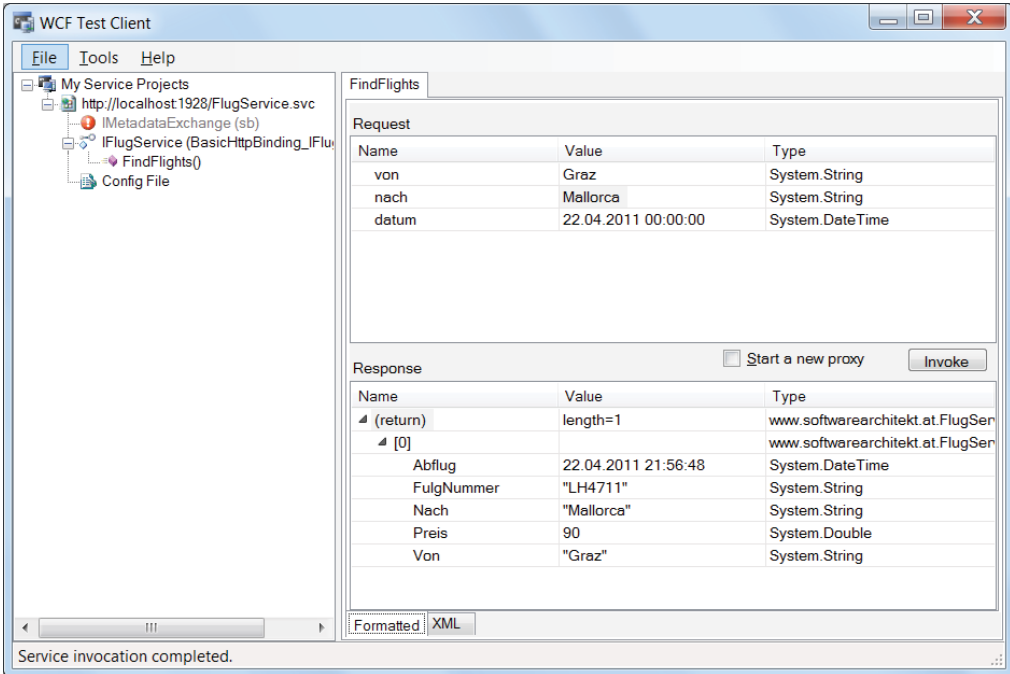 WCF Test Client
File Tools Help
My Service Projects
http://localhost:1928/FlugService.svc
IMetadataExchange (sb)
IFlugService (BasicHttpBinding_IFlu
FindFlights()
Config File
FindFlights
Request
Name Value Type
von Graz System.String
nach Mallorca System.String
datum 22.04.2011 00:00:00 System.DateTime
Start a new proxy Invoke
Response
Name Value Type
(return) length=1 www.softwarearchitekt.at.FlugSer
[0] www.softwarearchitekt.at.FlugSer
Abflug 22.04.2011 21:56:48 System.DateTime
FulgNummer "LH4711" System.String
Nach "Mallorca" System.String
Preis 90 System.Double
Von "Graz" System.String
Formatted XML
Service invocation completed.